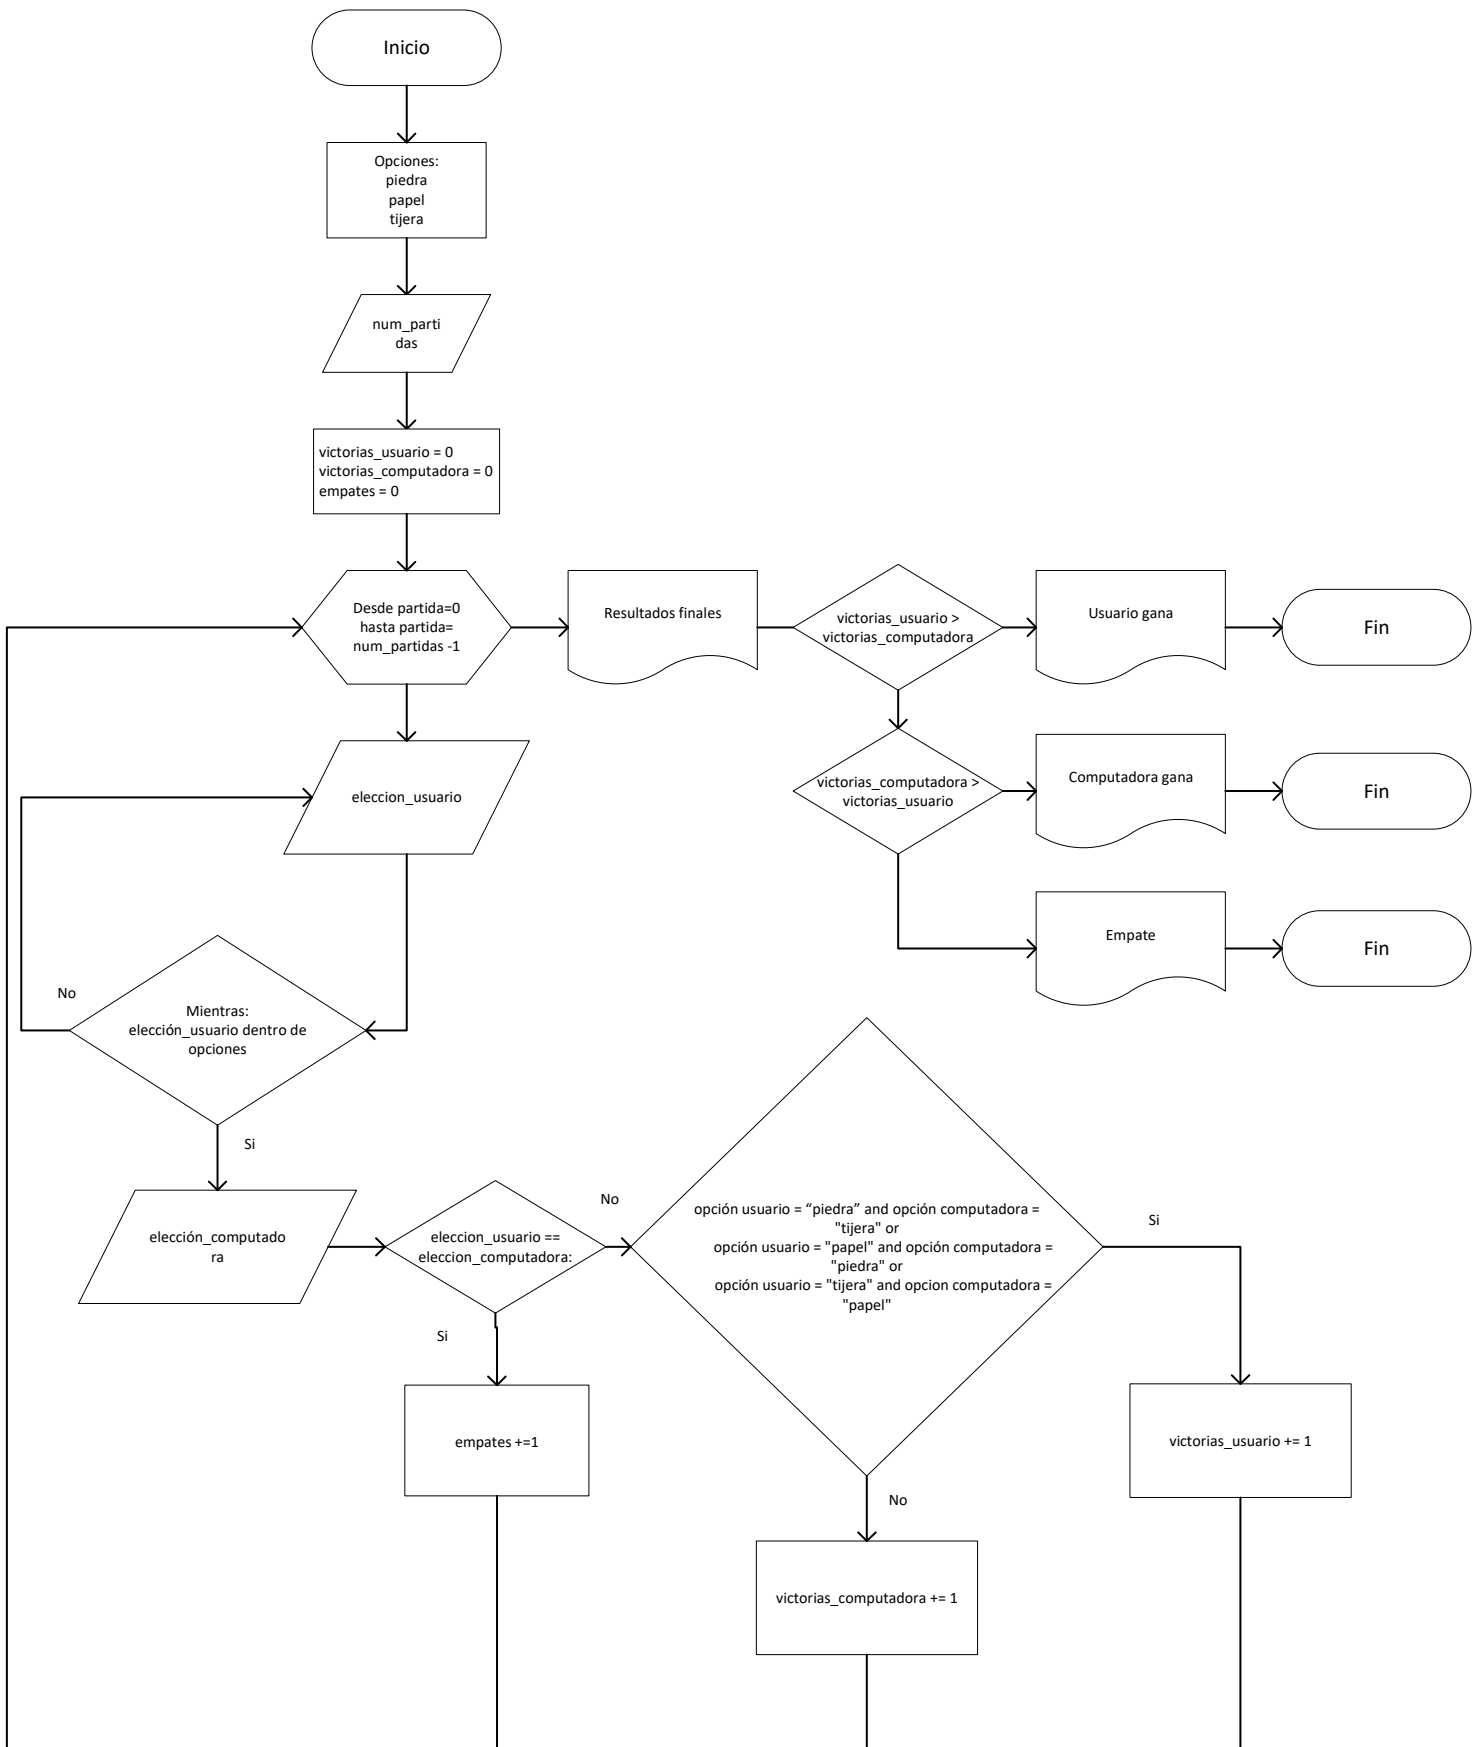 Inicio
Opciones:
piedra
papel
tijera
num_parti
das
victorias_usuario = 0
victorias_computadora = 0
empates = 0
Desde partida=0
hasta partida=
num_partidas -1
Resultados finales
victorias_usuario >
victorias_computadora
Usuario gana
Fin
eleccion_usuario
victorias_computadora >
victorias_usuario
Computadora gana
Fin
Empate
Fin
No
Mientras:
elección_usuario dentro de
opciones
Si
elección_computado
ra
eleccion_usuario ==
eleccion_computadora:
No
opción usuario = “piedra” and opción computadora =
"tijera" or
opción usuario = "papel" and opción computadora =
"piedra" or
opción usuario = "tijera" and opcion computadora =
"papel"
Si
Si
empates +=1
victorias_usuario += 1
No
victorias_computadora += 1